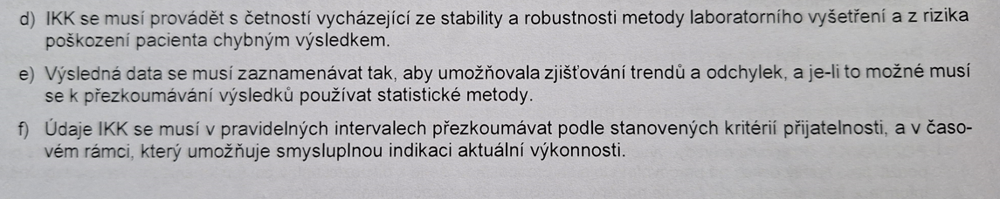 d) IKK se musí provádět s četností vycházející ze stability a robustnosti metody laboratorního vyšetření a z rizika
poškození pacienta chybným výsledkem.
e) Výsledná data se musí zaznamenávat tak, aby umožňovala zjišťování trendů a odchylek, a je-li to možné musí
se k přezkoumávání výsledků používat statistické metody.
f) Údaje IKK se musí v pravidelných intervalech přezkoumávat podle stanovených kritérií přijatelnosti, a v časo-
vém rámci, který umožňuje smysluplnou indikaci aktuální výkonnosti.